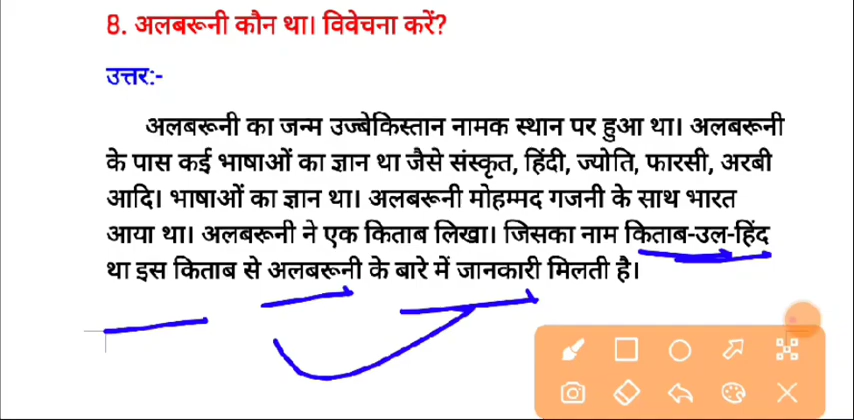 8. अलबरूनी कौन था। विवेचना करें?
उत्तर:-
अलबरूनी का जन्म उज्बेकिस्तान नामक स्थान पर हुआ था। अलबरूनी
के पास कई भाषाओं का ज्ञान था जैसे संस्कृत, हिंदी, ज्योति, फारसी, अरबी
आदि। भाषाओं का ज्ञान था। अलबरूनी मोहम्मद गजनी के साथ भारत
आया था। अलबरूनी ने एक किताब लिखा। जिसका नाम किताब-उल-हिंद
था इस किताब से अलबरूनी के बारे में जानकारी मिलती है।